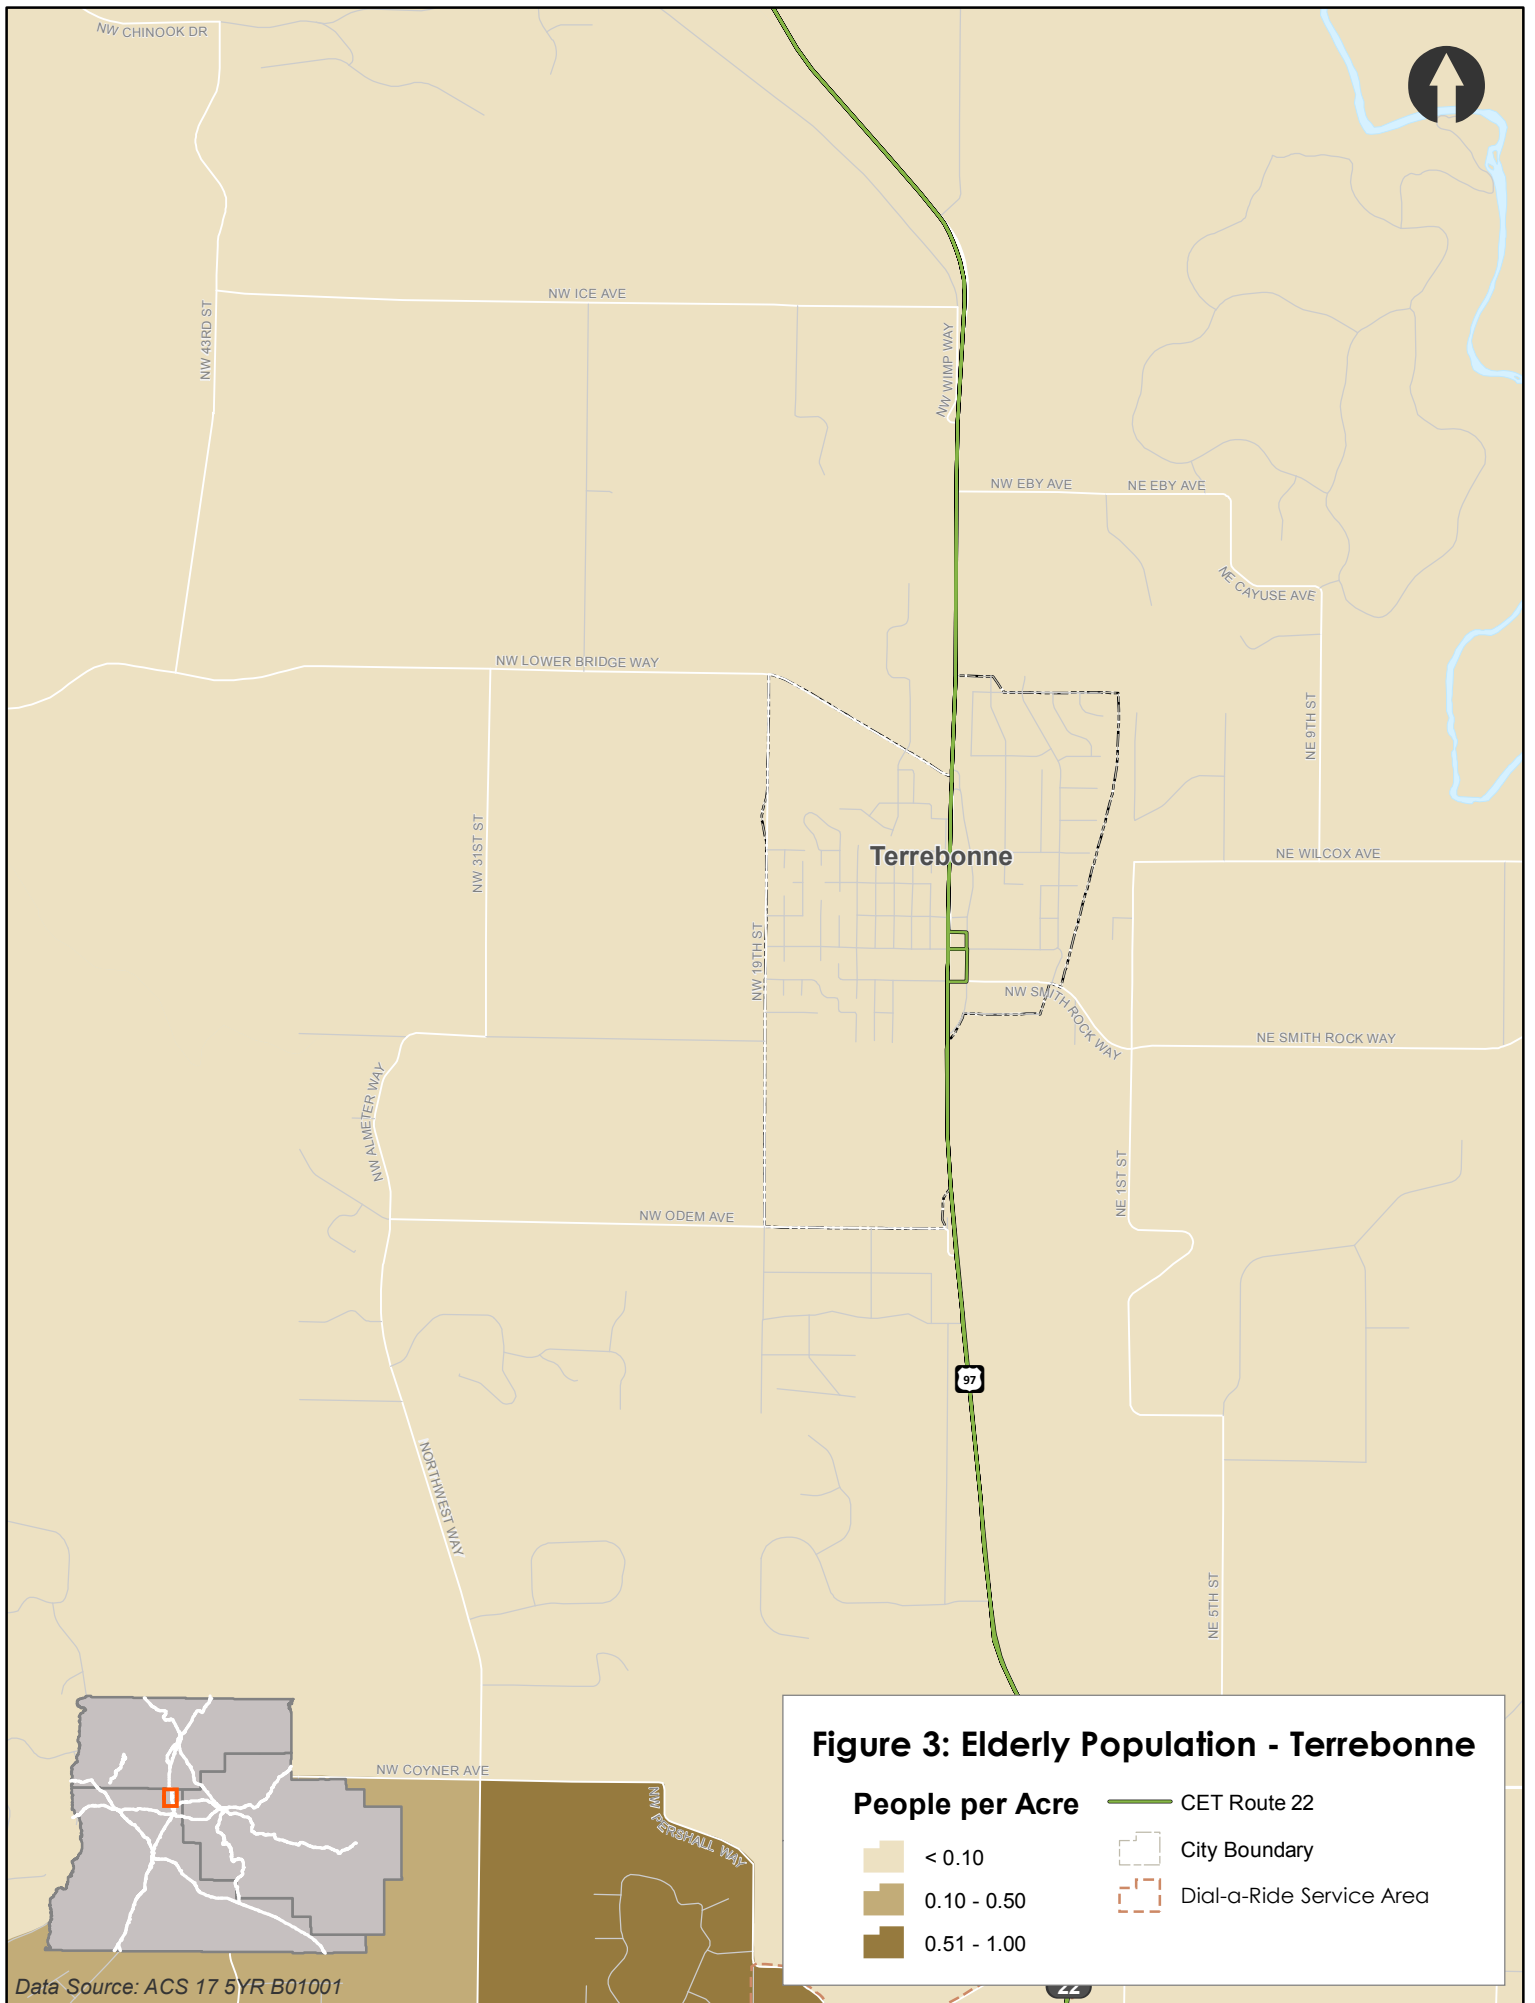 NW CHINOOK DR
NW ICE AVE
NW 43RD ST
NW WIMP WAY
NW EBY AVE
NE EBY AVE
NE CAYUSE AVE
NW LOWER BRIDGE WAY
NE 9TH ST
NW 31ST ST
Terrebonne
NE WILCOX AVE
NW 19TH ST
NW SMITH ROCK WAY
NE SMITH ROCK WAY
NW ALMETER WAY
NE 1ST ST
NW ODEM AVE
97
NORTHWEST WAY
NE 5TH ST
NW COYNER AVE
NW PERSHALL WAY
Figure 3: Elderly Population - Terrebonne
People per Acre
< 0.10
0.10 - 0.50
0.51 - 1.00
CET Route 22
City Boundary
Dial-a-Ride Service Area
Data Source: ACS 17 5YR B01001
22